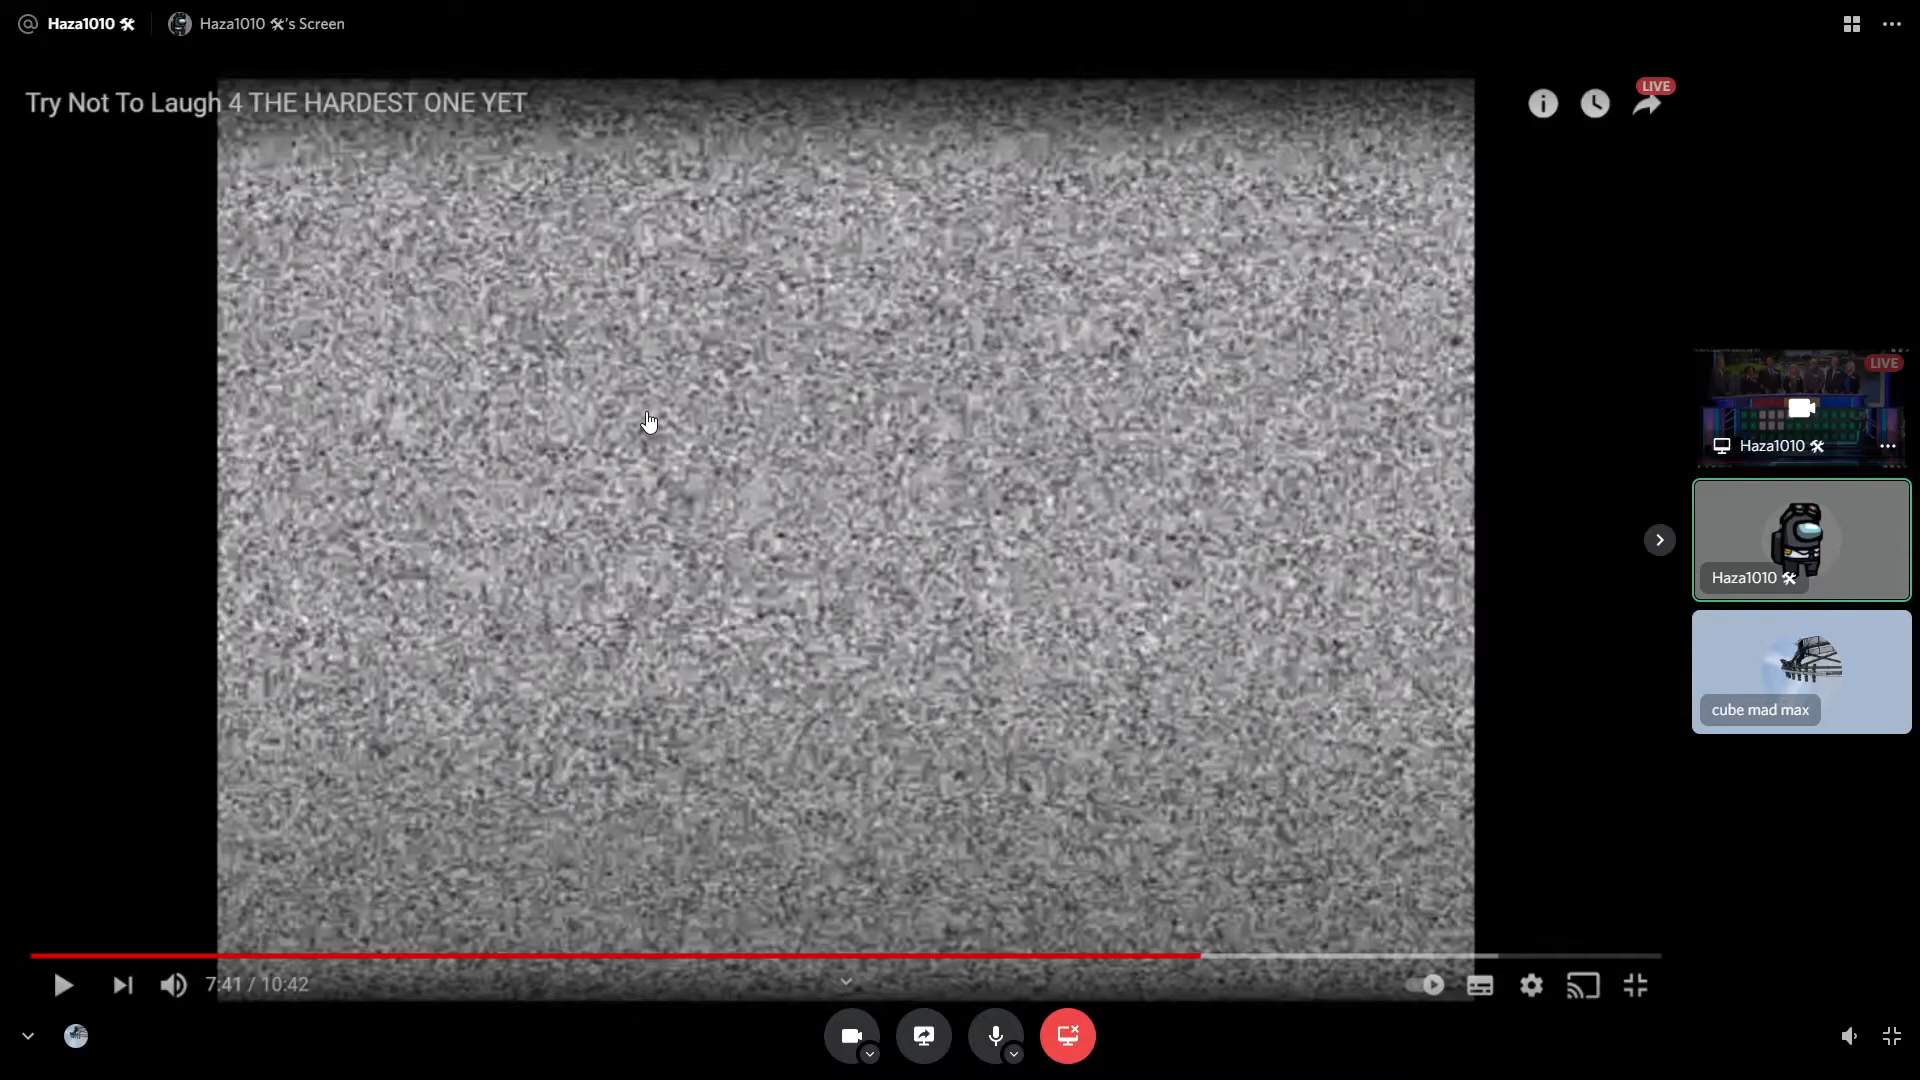 Haza1010 🛠 Haza1010 🛠's Screen
Try Not To Laugh 4 THE HARDEST ONE YET
LIVE
LIVE
Haza1010 🛠
Haza1010 🛠
cube mad max
7:41 / 10:42